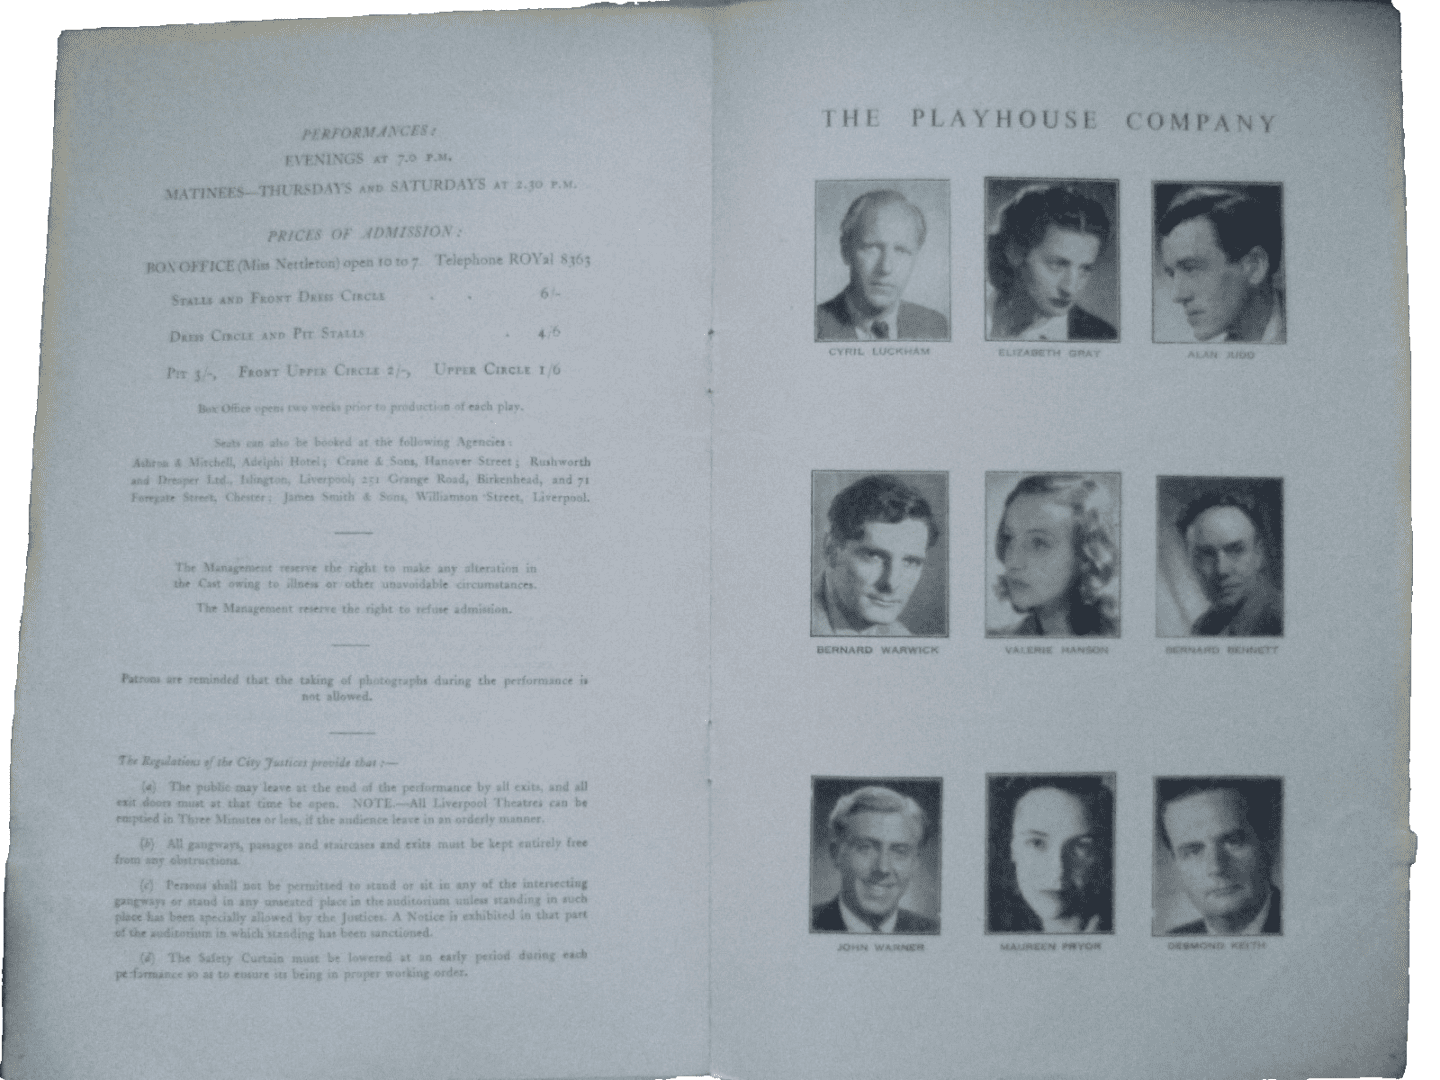 PERFORMANCES:
EVENINGS AT 7.0 P.M.
MATINEES—THURSDAYS AND SATURDAYS AT 2.30 P.M.
PRICES OF ADMISSION:
BOX OFFICE (Miss Nettleton) open 10 to 7. Telephone ROYal 8363
STALLS AND FRONT DRESS CIRCLE . . 6/-
DRESS CIRCLE AND PIT STALLS . 4/6
PIT 3/-, FRONT UPPER CIRCLE 2/-, UPPER CIRCLE 1/6
Box Office opens two weeks prior to production of each play.
Seats can also be booked at the following Agencies:
Ashton & Mitchell, Adelphi Hotel; Crane & Sons, Hanover Street; Rushworth
and Dreaper Ltd., Islington, Liverpool; 251 Grange Road, Birkenhead, and 71
Foregate Street, Chester; James Smith & Sons, Williamson Street, Liverpool.
The Management reserve the right to make any alteration in
the Cast owing to illness or other unavoidable circumstances.
The Management reserve the right to refuse admission.
Patrons are reminded that the taking of photographs during the performance is
not allowed.
The Regulations of the City Justices provide that:—
(a) The public may leave at the end of the performance by all exits, and all
exit doors must at that time be open. NOTE.—All Liverpool Theatres can be
emptied in Three Minutes or less, if the audience leave in an orderly manner.
(b) All gangways, passages and staircases and exits must be kept entirely free
from any obstructions.
(c) Persons shall not be permitted to stand or sit in any of the intersecting
gangways or stand in any unseated place in the auditorium unless standing in such
place has been specially allowed by the Justices. A Notice is exhibited in that part
of the auditorium in which standing has been sanctioned.
(d) The Safety Curtain must be lowered at an early period during each
performance so as to ensure its being in proper working order.
THE PLAYHOUSE COMPANY
CYRIL LUCKHAM ELIZABETH GRAY ALAN JUDD
BERNARD WARWICK VALERIE HANSON BERNARD BENNETT
JOHN WARNER MAUREEN PRYOR DESMOND KEITH